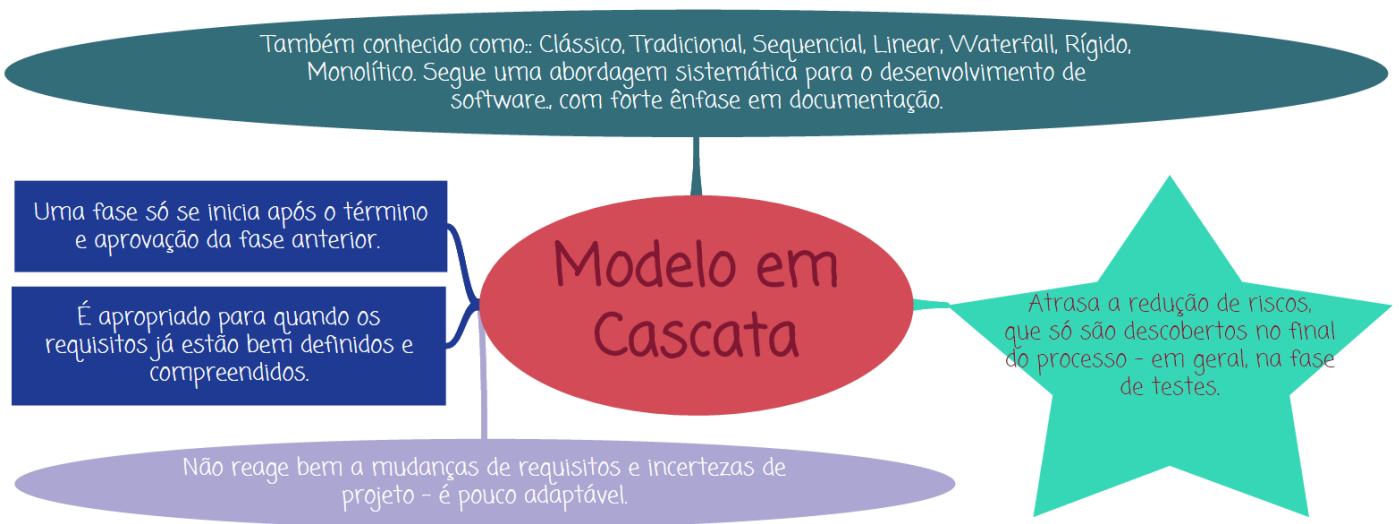 Também conhecido como:: Clássico, Tradicional, Sequencial, Linear, Waterfall, Rígido,
Monolítico. Segue uma abordagem sistemática para o desenvolvimento de
software., com forte ênfase em documentação.
Uma fase só se inicia após o término
e aprovação da fase anterior.
É apropriado para quando os
requisitos já estão bem definidos e
compreendidos.
Modelo em
Cascata
Atrasa a redução de riscos,
que só são descobertos no final
do processo - em geral, na fase
de testes.
Não reage bem a mudanças de requisitos e incertezas de
projeto - é pouco adaptável.